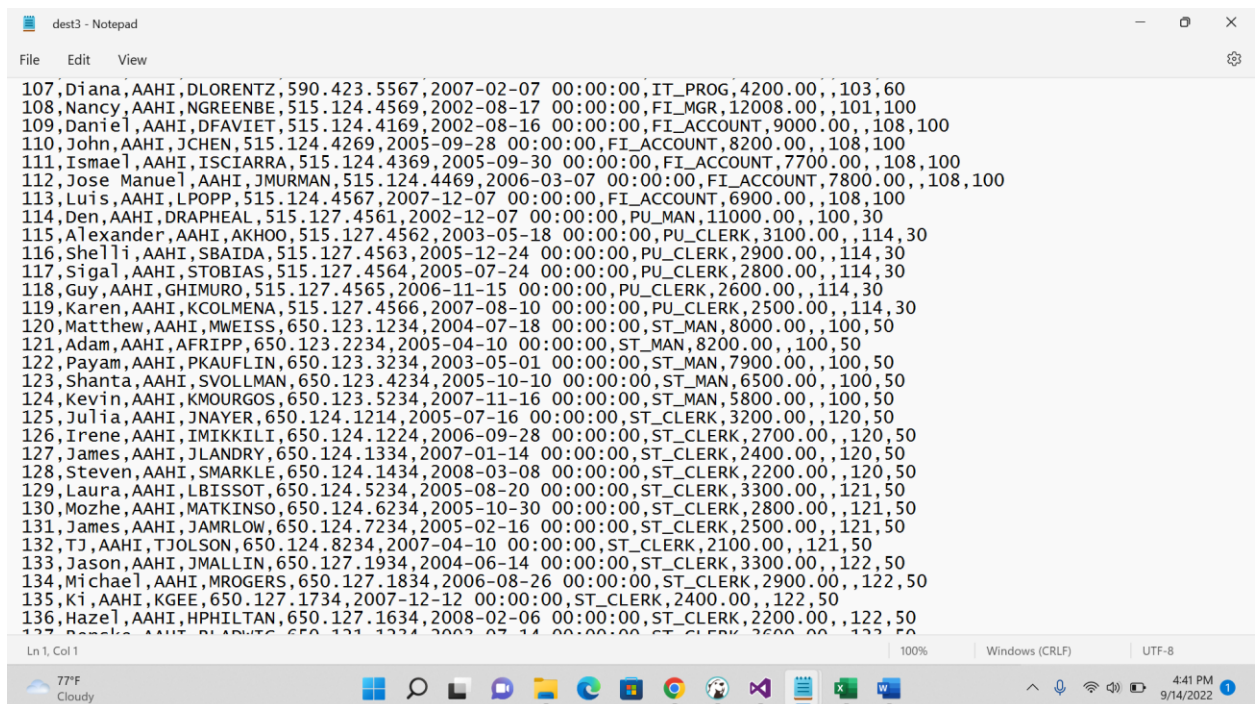 dest3 - Notepad
File Edit View
107,Diana,AAHI,DLORENTZ,590.423.5567,2007-02-07 00:00:00,IT_PROG,4200.00,,103,60
108,Nancy,AAHI,NGREENBE,515.124.4569,2002-08-17 00:00:00,FI_MGR,12008.00,,101,100
109,Daniel,AAHI,DFAVIET,515.124.4169,2002-08-16 00:00:00,FI_ACCOUNT,9000.00,,108,100
110,John,AAHI,JCHEN,515.124.4269,2005-09-28 00:00:00,FI_ACCOUNT,8200.00,,108,100
111,Ismael,AAHI,ISCIARRA,515.124.4369,2005-09-30 00:00:00,FI_ACCOUNT,7700.00,,108,100
112,Jose Manuel,AAHI,JMURMAN,515.124.4469,2006-03-07 00:00:00,FI_ACCOUNT,7800.00,,108,100
113,Luis,AAHI,LPOPP,515.124.4567,2007-12-07 00:00:00,FI_ACCOUNT,6900.00,,108,100
114,Den,AAHI,DRAPHEAL,515.127.4561,2002-12-07 00:00:00,PU_MAN,11000.00,,100,30
115,Alexander,AAHI,AKHOO,515.127.4562,2003-05-18 00:00:00,PU_CLERK,3100.00,,114,30
116,Shelli,AAHI,SBAIDA,515.127.4563,2005-12-24 00:00:00,PU_CLERK,2900.00,,114,30
117,Sigal,AAHI,STOBIAS,515.127.4564,2005-07-24 00:00:00,PU_CLERK,2800.00,,114,30
118,Guy,AAHI,GHIMURO,515.127.4565,2006-11-15 00:00:00,PU_CLERK,2600.00,,114,30
119,Karen,AAHI,KCOLMENA,515.127.4566,2007-08-10 00:00:00,PU_CLERK,2500.00,,114,30
120,Matthew,AAHI,MWEISS,650.123.1234,2004-07-18 00:00:00,ST_MAN,8000.00,,100,50
121,Adam,AAHI,AFRIPP,650.123.2234,2005-04-10 00:00:00,ST_MAN,8200.00,,100,50
122,Payam,AAHI,PKAUFLIN,650.123.3234,2003-05-01 00:00:00,ST_MAN,7900.00,,100,50
123,Shanta,AAHI,SVOLLMAN,650.123.4234,2005-10-10 00:00:00,ST_MAN,6500.00,,100,50
124,Kevin,AAHI,KMOURGOS,650.123.5234,2007-11-16 00:00:00,ST_MAN,5800.00,,100,50
125,Julia,AAHI,JNAYER,650.124.1214,2005-07-16 00:00:00,ST_CLERK,3200.00,,120,50
126,Irene,AAHI,IMIKKILI,650.124.1224,2006-09-28 00:00:00,ST_CLERK,2700.00,,120,50
127,James,AAHI,JLANDRY,650.124.1334,2007-01-14 00:00:00,ST_CLERK,2400.00,,120,50
128,Steven,AAHI,SMARKLE,650.124.1434,2008-03-08 00:00:00,ST_CLERK,2200.00,,120,50
129,Laura,AAHI,LBISSOT,650.124.5234,2005-08-20 00:00:00,ST_CLERK,3300.00,,121,50
130,Mozhe,AAHI,MATKINSO,650.124.6234,2005-10-30 00:00:00,ST_CLERK,2800.00,,121,50
131,James,AAHI,JAMRLOW,650.124.7234,2005-02-16 00:00:00,ST_CLERK,2500.00,,121,50
132,TJ,AAHI,TJOLSON,650.124.8234,2007-04-10 00:00:00,ST_CLERK,2100.00,,121,50
133,Jason,AAHI,JMALLIN,650.127.1934,2004-06-14 00:00:00,ST_CLERK,3300.00,,122,50
134,Michael,AAHI,MROGERS,650.127.1834,2006-08-26 00:00:00,ST_CLERK,2900.00,,122,50
135,Ki,AAHI,KGEE,650.127.1734,2007-12-12 00:00:00,ST_CLERK,2400.00,,122,50
136,Hazel,AAHI,HPHILTAN,650.127.1634,2008-02-06 00:00:00,ST_CLERK,2200.00,,122,50
Ln 1, Col 1 100% Windows (CRLF) UTF-8
77°F
Cloudy
4:41 PM
9/14/2022
1